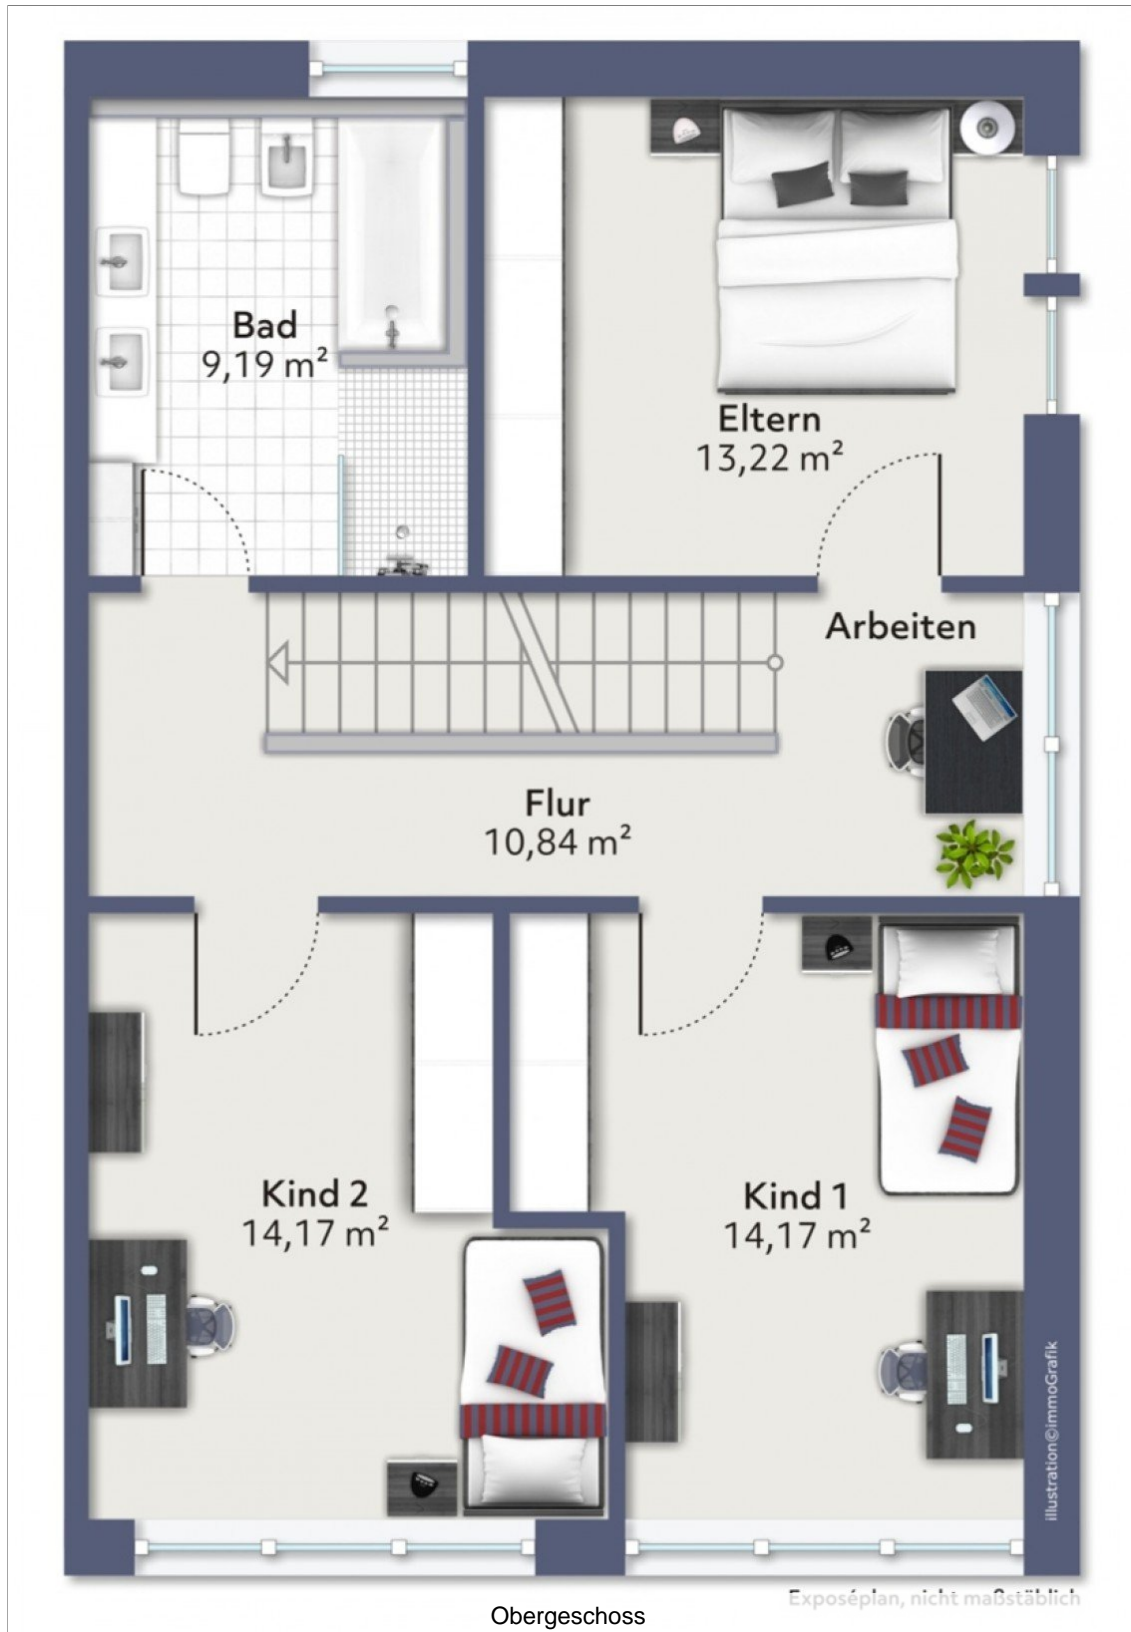 Bad
9,19 m²
Eltern
13,22 m²
Arbeiten
Flur
10,84 m²
Kind 2
14,17 m²
Kind 1
14,17 m²
illustration©immoGrafik
Exposéplan, nicht maßstäblich
Obergeschoss